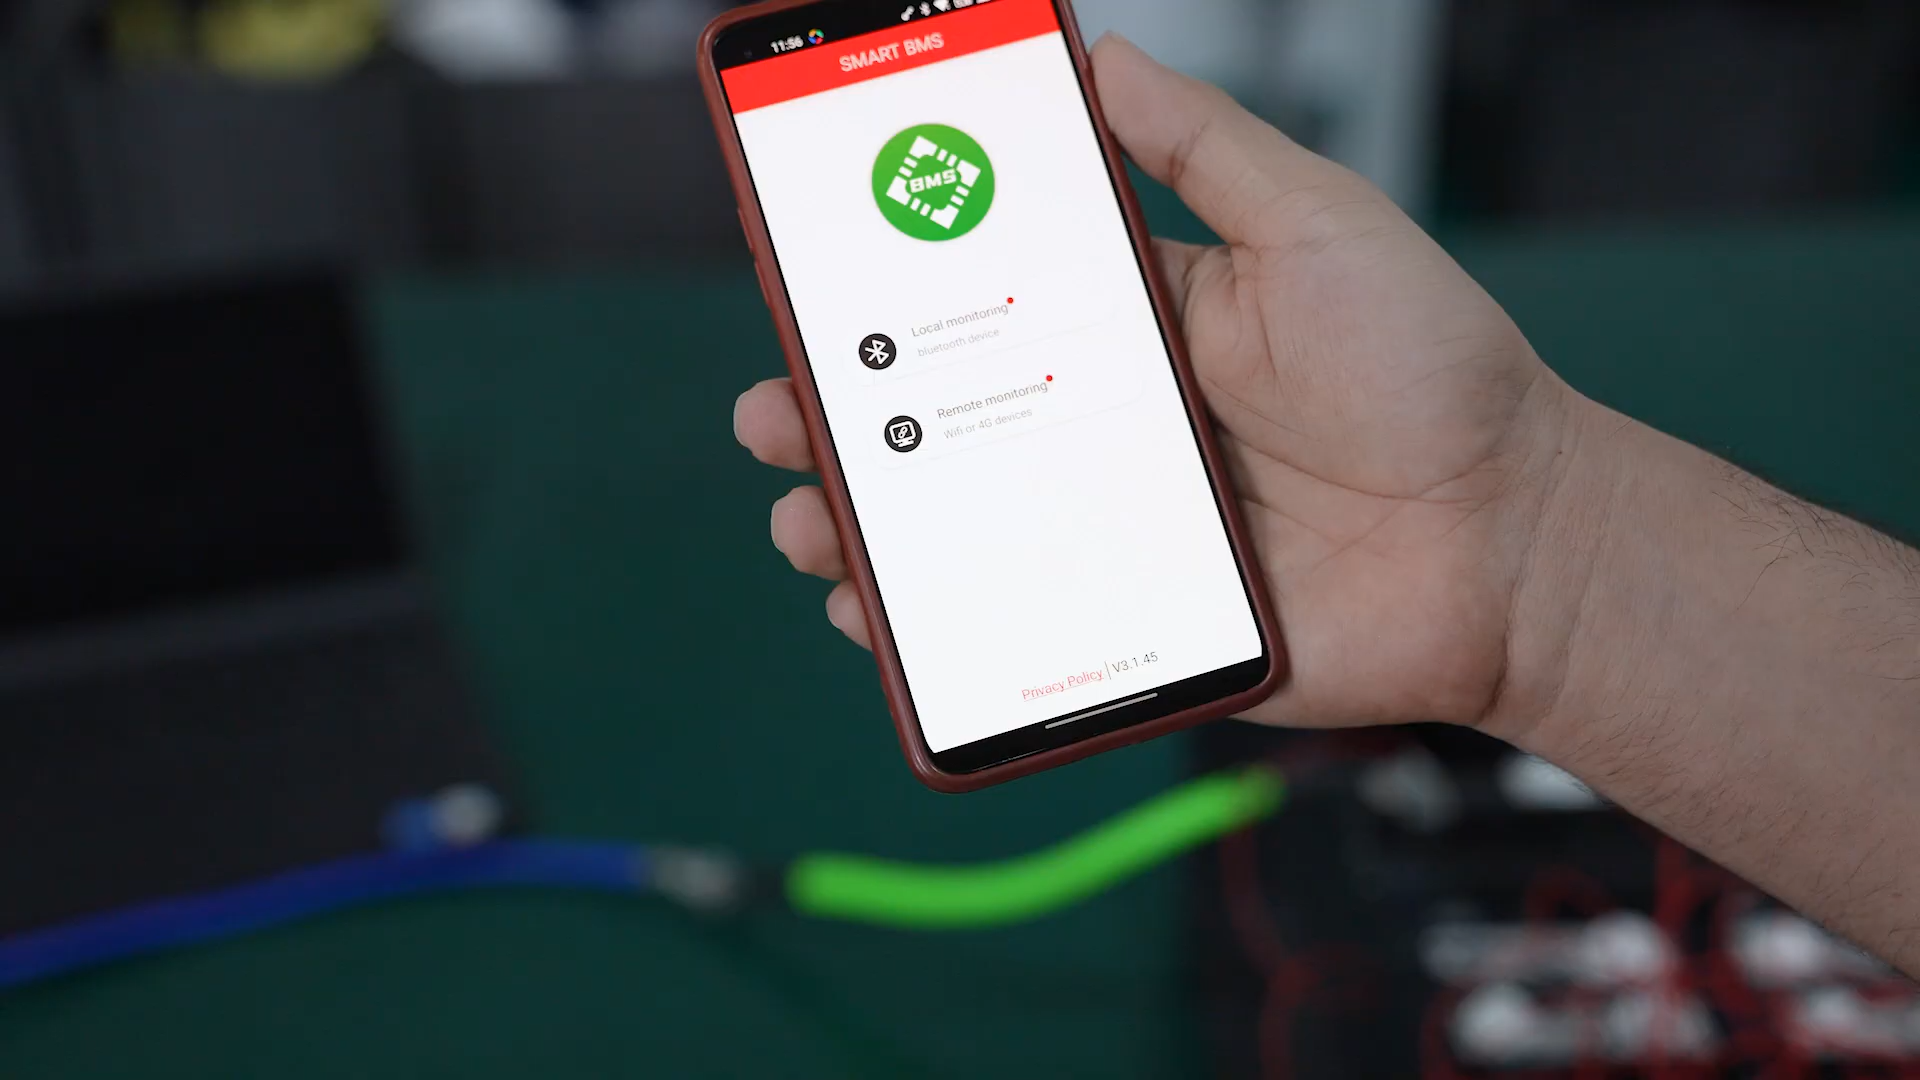 11:56
SMART BMS
BMS
Local monitoring
bluetooth device
Remote monitoring
Wifi or 4G devices
Privacy Policy | V3.1.45